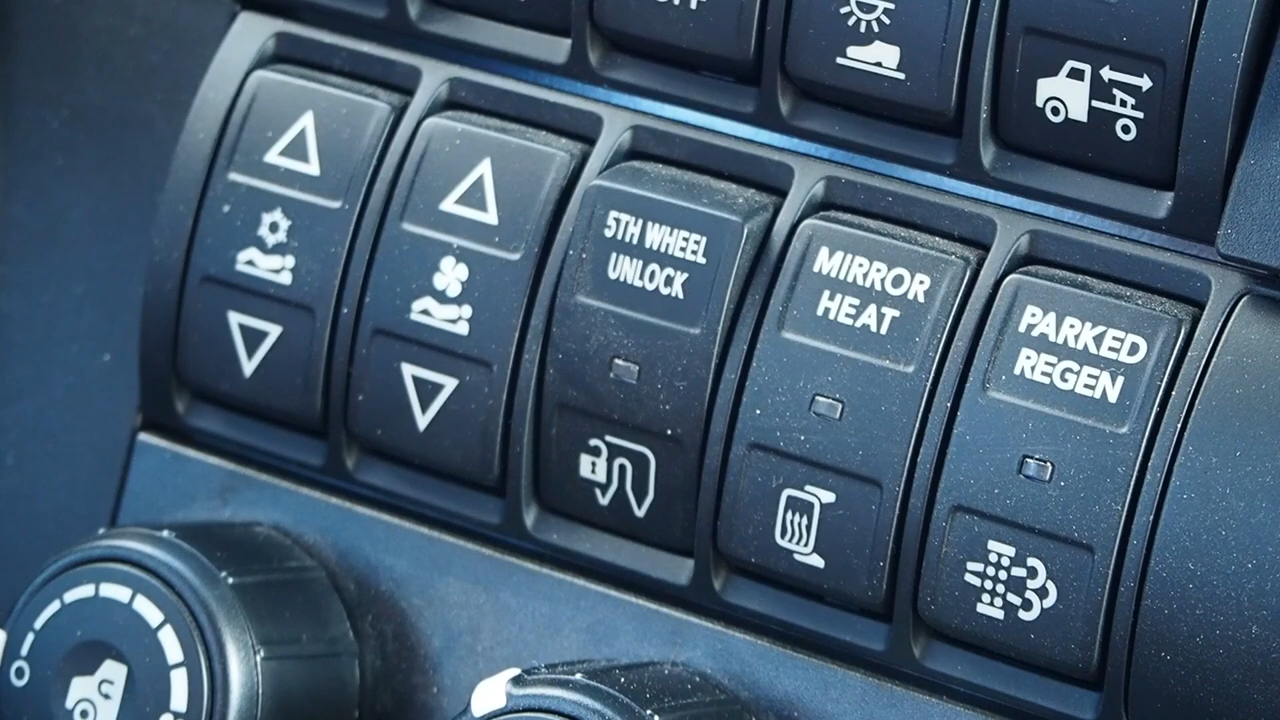 5TH WHEEL
UNLOCK
MIRROR
HEAT
PARKED
REGEN